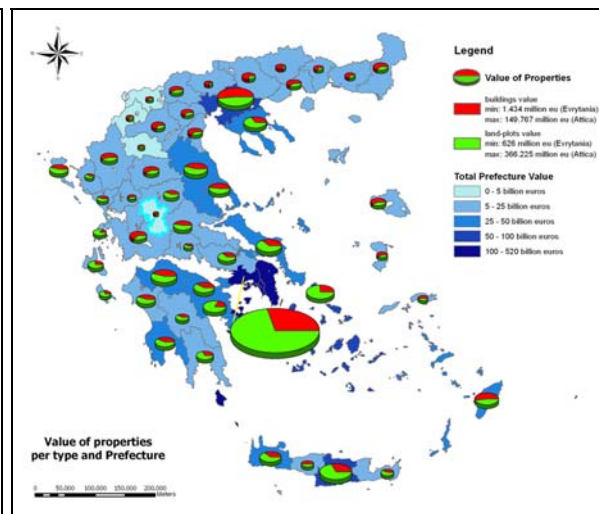 Legend
Value of Properties
buildings value
min: 1.434 million eu (Evrytania)
max: 149.767 million eu (Attica)
land-plots value
min: 626 million eu (Evrytania)
max: 366.225 million eu (Attica)
Total Prefecture Value
0 - 5 billion euros
5 - 25 billion euros
25 - 50 billion euros
50 - 100 billion euros
100 - 520 billion euros
Value of properties
per type and Prefecture
0 50.000 100.000 150.000 200.000
Meters